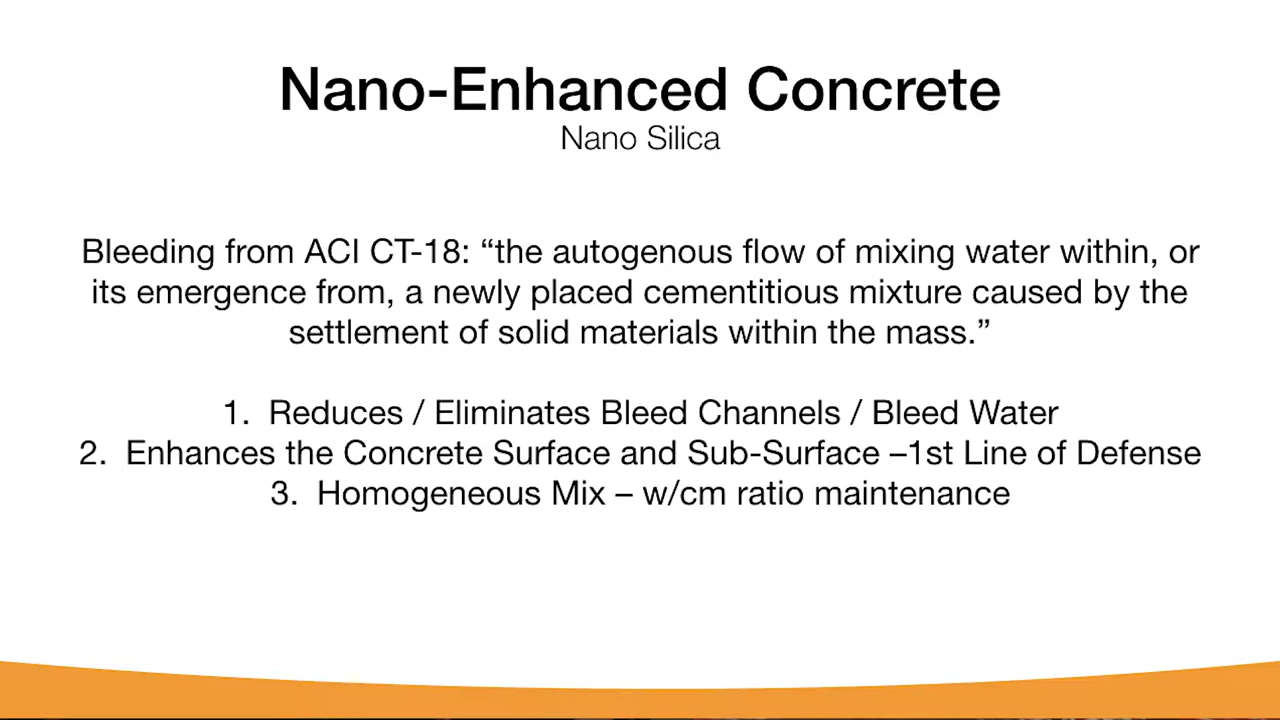 Nano-Enhanced Concrete
Nano Silica
Bleeding from ACI CT-18: “the autogenous flow of mixing water within, or
its emergence from, a newly placed cementitious mixture caused by the
settlement of solid materials within the mass.”
1. Reduces / Eliminates Bleed Channels / Bleed Water
2. Enhances the Concrete Surface and Sub-Surface –1st Line of Defense
3. Homogeneous Mix – w/cm ratio maintenance